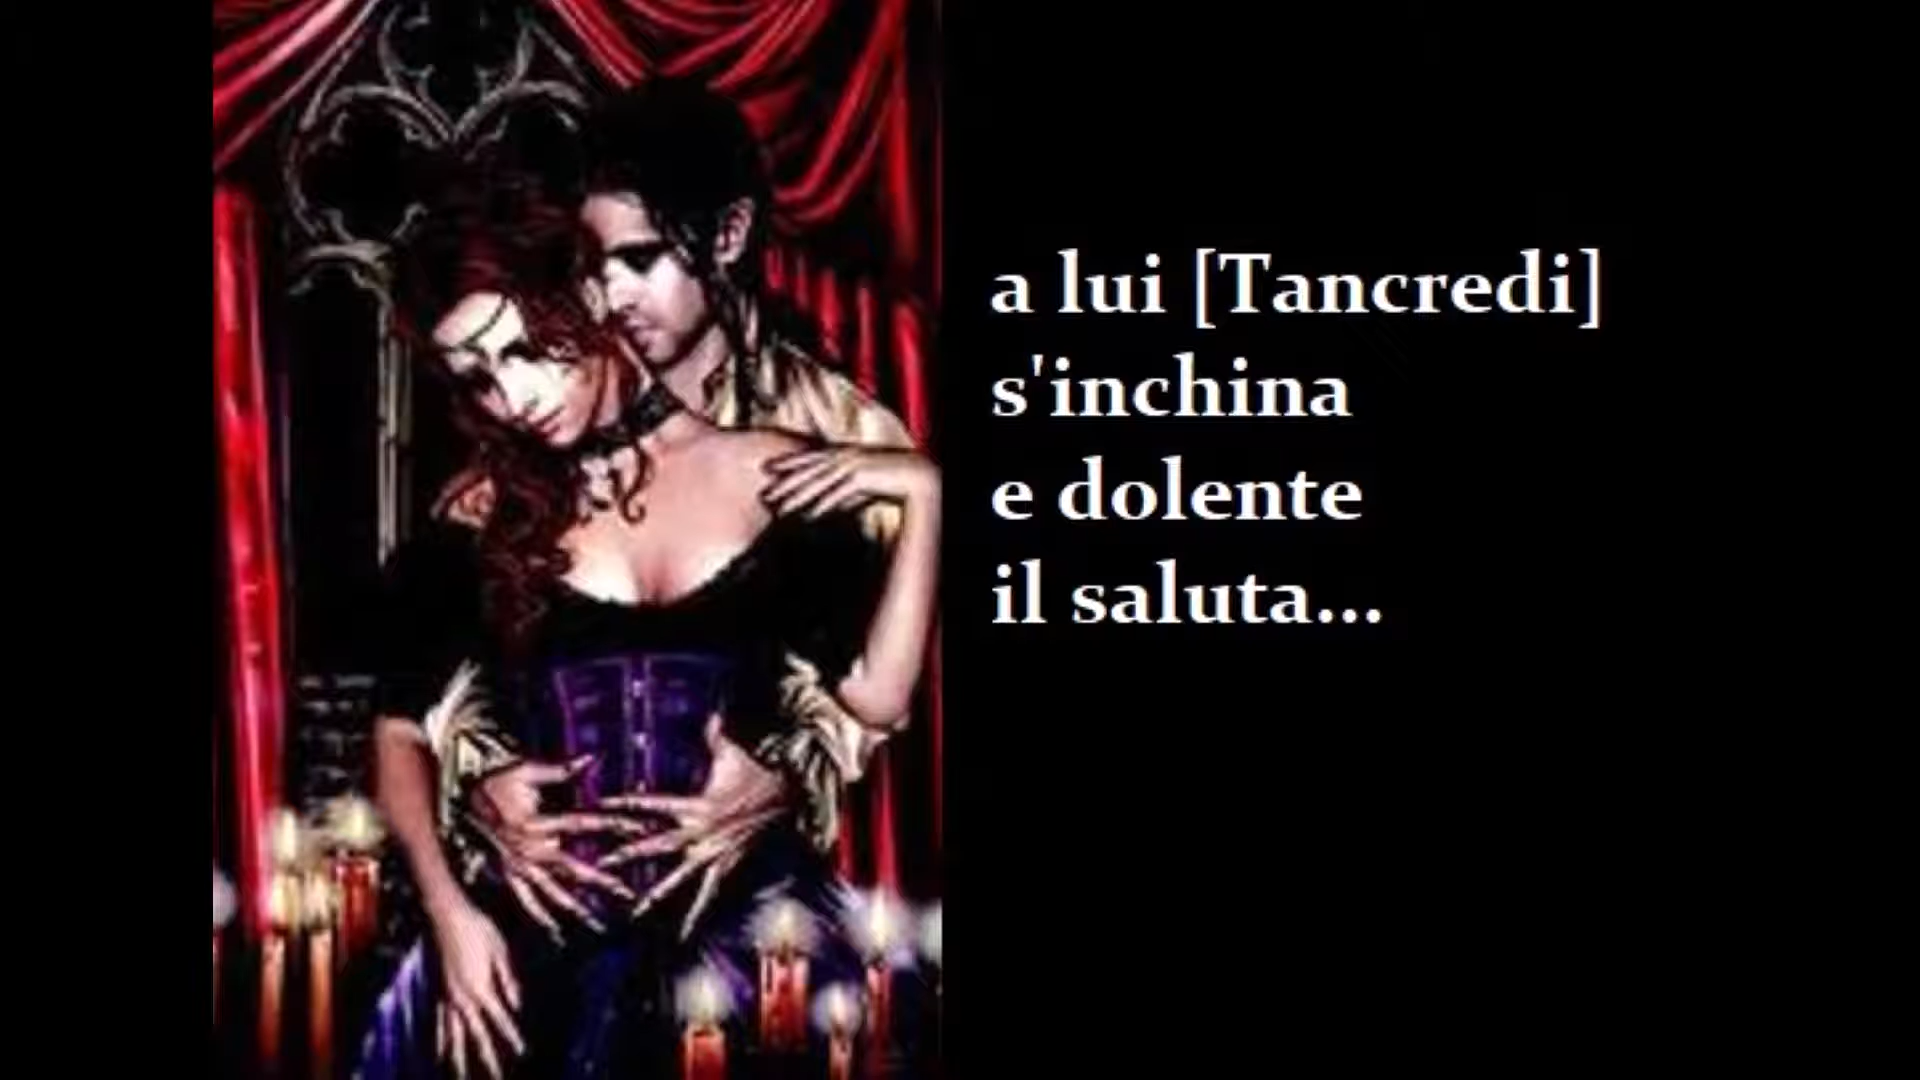 a lui [Tancredi]
s'inchina
e dolente
il saluta...